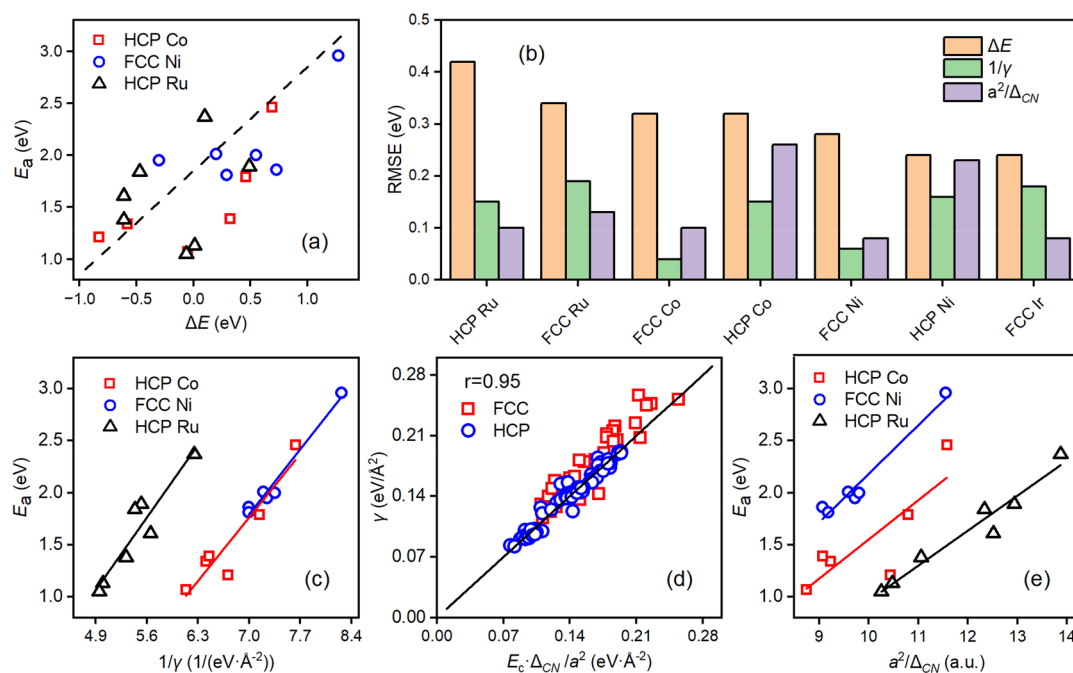 HCP Co
FCC Ni
HCP Ru
3.0
2.5
2.0
1.5
1.0
Eₐ (eV)
(a)
−1.0 −0.5 0.0 0.5 1.0
ΔE (eV)
(b)
ΔE
1/γ
a²/Δ_CN
0.5
0.4
0.3
0.2
0.1
0.0
RMSE (eV)
HCP Ru FCC Ru FCC Co HCP Co FCC Ni HCP Ni FCC Ir
HCP Co
FCC Ni
HCP Ru
3.0
2.5
2.0
1.5
1.0
Eₐ (eV)
(c)
4.9 5.6 6.3 7.0 7.7 8.4
1/γ (1/(eV·Å⁻²))
r=0.95
FCC
HCP
0.28
0.21
0.14
0.07
0.00
γ (eV/Å²)
(d)
0.00 0.07 0.14 0.21 0.28
E_c·Δ_CN/a² (eV·Å⁻²)
HCP Co
FCC Ni
HCP Ru
3.0
2.5
2.0
1.5
1.0
Eₐ (eV)
(e)
9 10 11 12 13 14
a²/Δ_CN (a.u.)